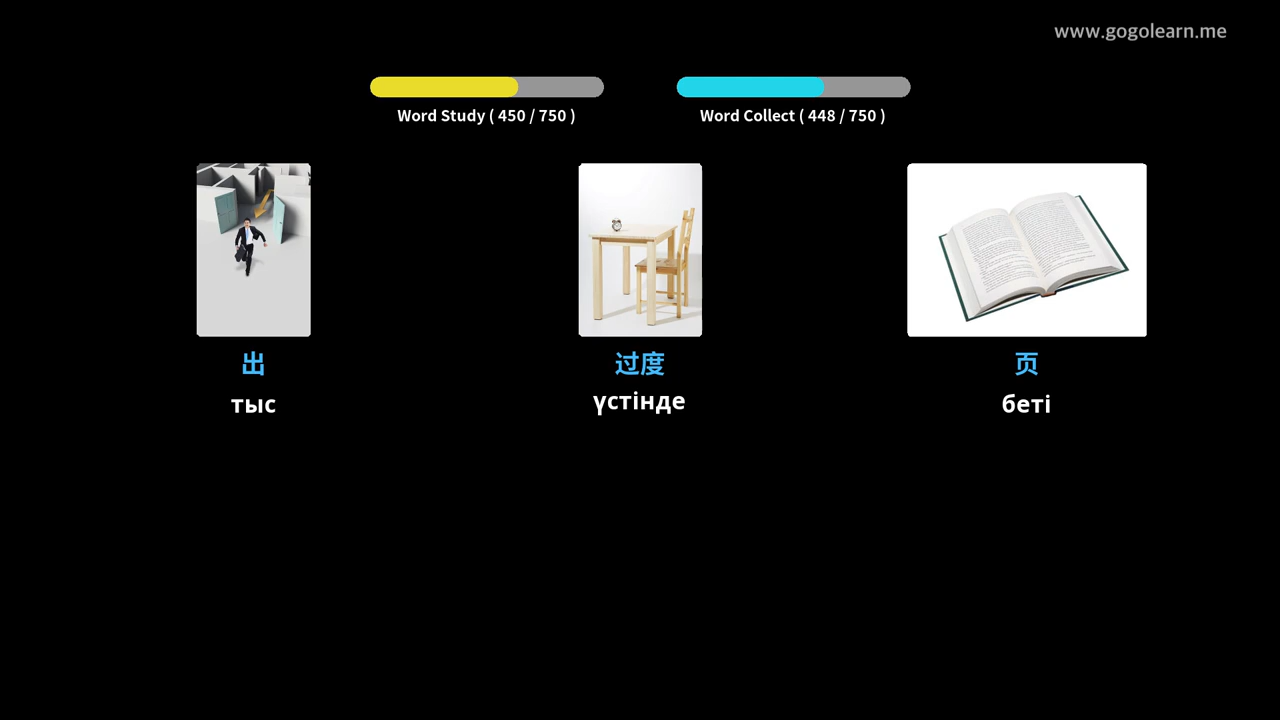 www.gogolearn.me
Word Study ( 450 / 750 )
Word Collect ( 448 / 750 )
出
тыс
过度
үстінде
页
беті